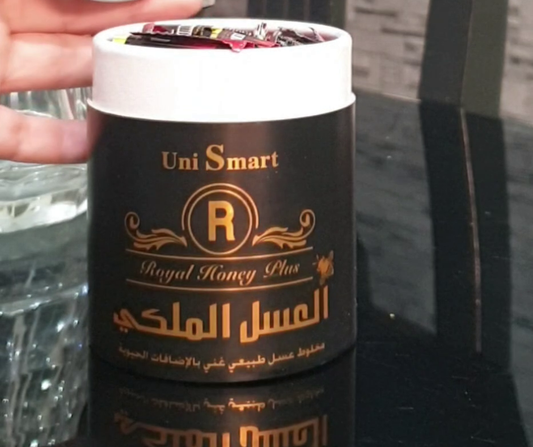 Uni Smart
R
Royal Honey Plus
العسل الملكي
مخلوط عسل طبيعي غني بالإضافات الحيوية